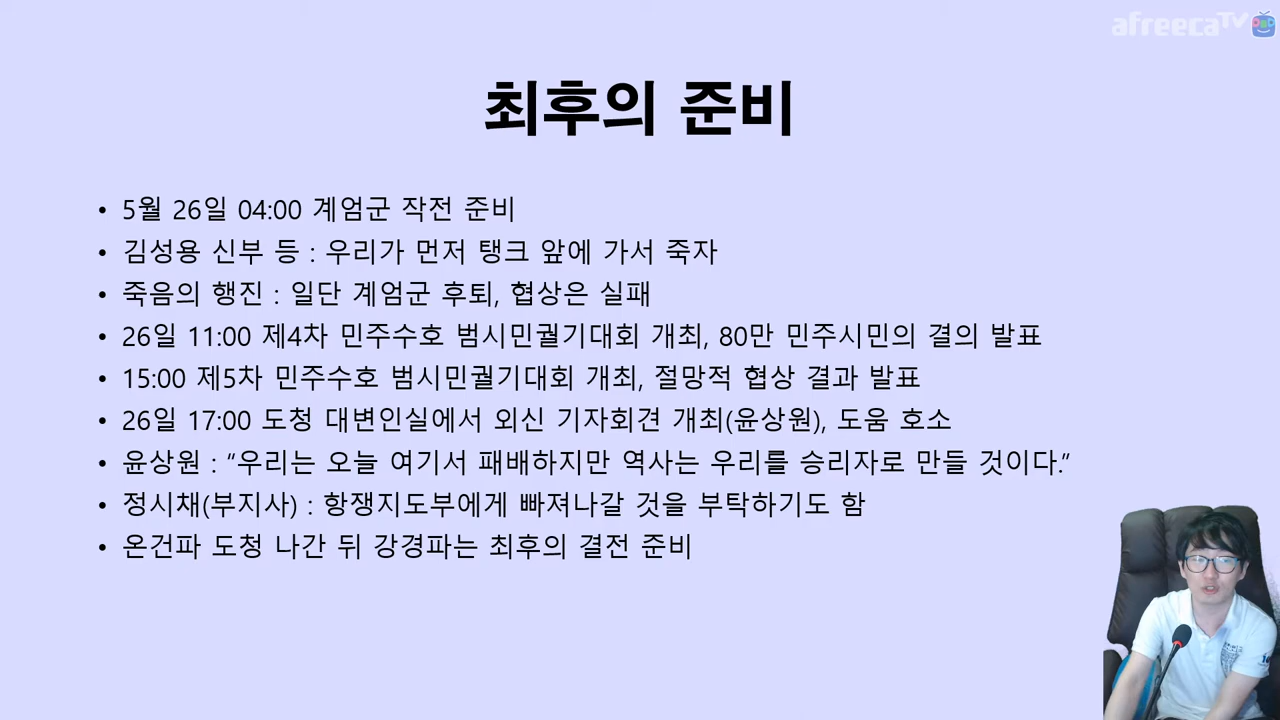 afreecaTV
최후의 준비
• 5월 26일 04:00 계엄군 작전 준비
• 김성용 신부 등 : 우리가 먼저 탱크 앞에 가서 죽자
• 죽음의 행진 : 일단 계엄군 후퇴, 협상은 실패
• 26일 11:00 제4차 민주수호 범시민궐기대회 개최, 80만 민주시민의 결의 발표
• 15:00 제5차 민주수호 범시민궐기대회 개최, 절망적 협상 결과 발표
• 26일 17:00 도청 대변인실에서 외신 기자회견 개최(윤상원), 도움 호소
• 윤상원 : “우리는 오늘 여기서 패배하지만 역사는 우리를 승리자로 만들 것이다.”
• 정시채(부지사) : 항쟁지도부에게 빠져나갈 것을 부탁하기도 함
• 온건파 도청 나간 뒤 강경파는 최후의 결전 준비